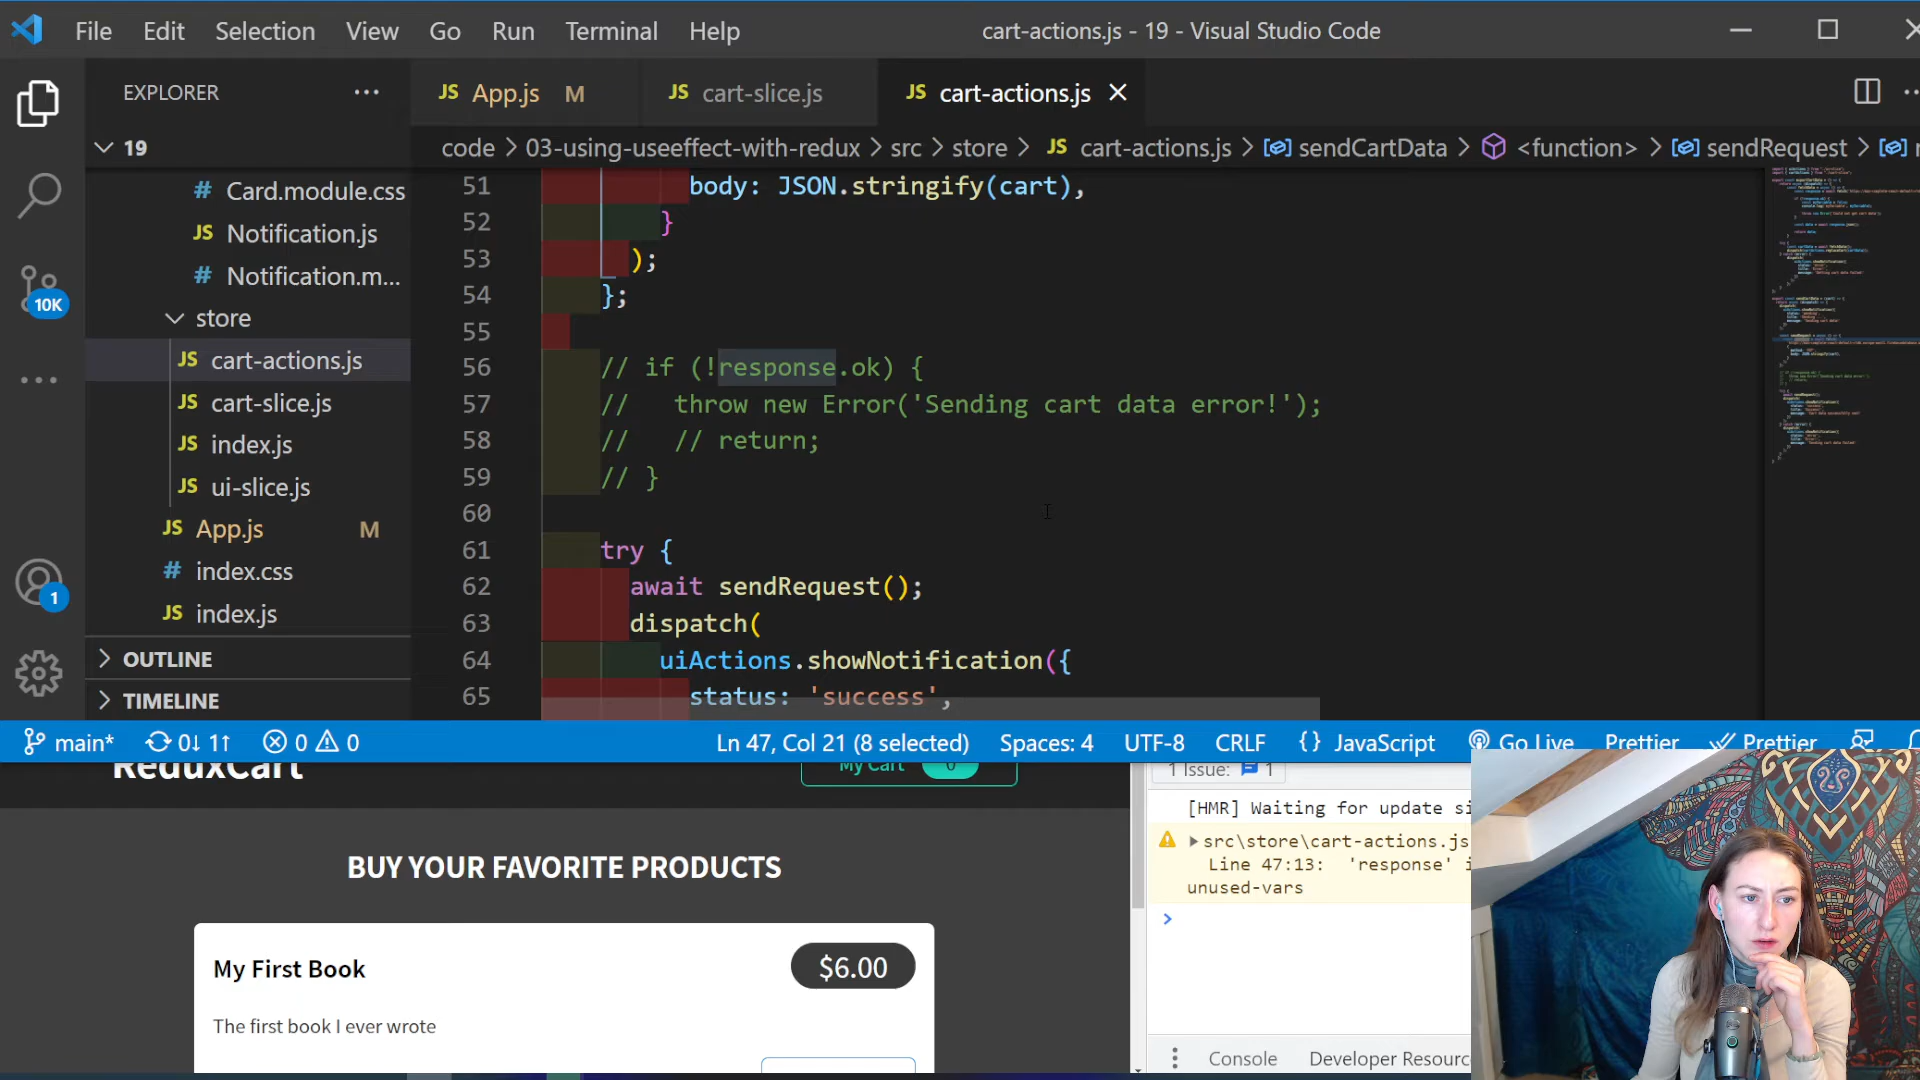 File Edit Selection View Go Run Terminal Help cart-actions.js - 19 - Visual Studio Code
EXPLORER ...
JS App.js M JS cart-slice.js JS cart-actions.js
19
code > 03-using-useeffect-with-redux > src > store > JS cart-actions.js > sendCartData > <function> > sendRequest >
# Card.module.css
JS Notification.js
# Notification.m...
store
JS cart-actions.js
JS cart-slice.js
JS index.js
JS ui-slice.js
JS App.js M
# index.css
JS index.js
OUTLINE
TIMELINE
10K
1
51 body: JSON.stringify(cart),
52 }
53 );
54 };
55
56 // if (!response.ok) {
57 // throw new Error('Sending cart data error!');
58 // // return;
59 // }
60
61 try {
62 await sendRequest();
63 dispatch(
64 uiActions.showNotification({
65 status: 'success',
main* 0↓ 1↑ 0 0 Ln 47, Col 21 (8 selected) Spaces: 4 UTF-8 CRLF {} JavaScript Go Live Prettier Prettier
ReduxCart
My Cart 0
BUY YOUR FAVORITE PRODUCTS
My First Book
$6.00
The first book I ever wrote
1 Issue: 1
[HMR] Waiting for update si
src\store\cart-actions.js
Line 47:13: 'response' i
unused-vars
>
Console Developer Resourc